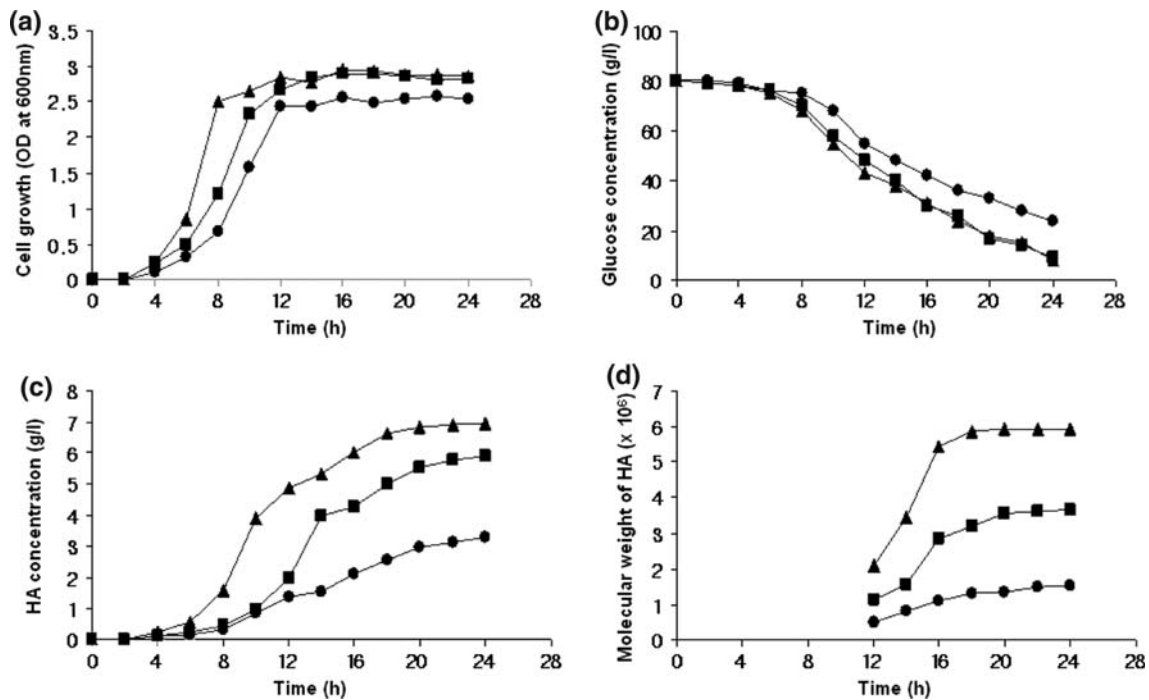 (a)
3.5
3
2.5
2
1.5
1
0.5
0
Cell growth (OD at 600nm)
0 4 8 12 16 20 24 28
Time (h)
(b)
100
80
60
40
20
0
Glucose concentration (g/l)
0 4 8 12 16 20 24 28
Time (h)
(c)
8
7
6
5
4
3
2
1
0
HA concentration (g/l)
0 4 8 12 16 20 24 28
Time (h)
(d)
7
6
5
4
3
2
1
0
Molecular weight of HA (x 10⁶)
0 4 8 12 16 20 24 28
Time (h)